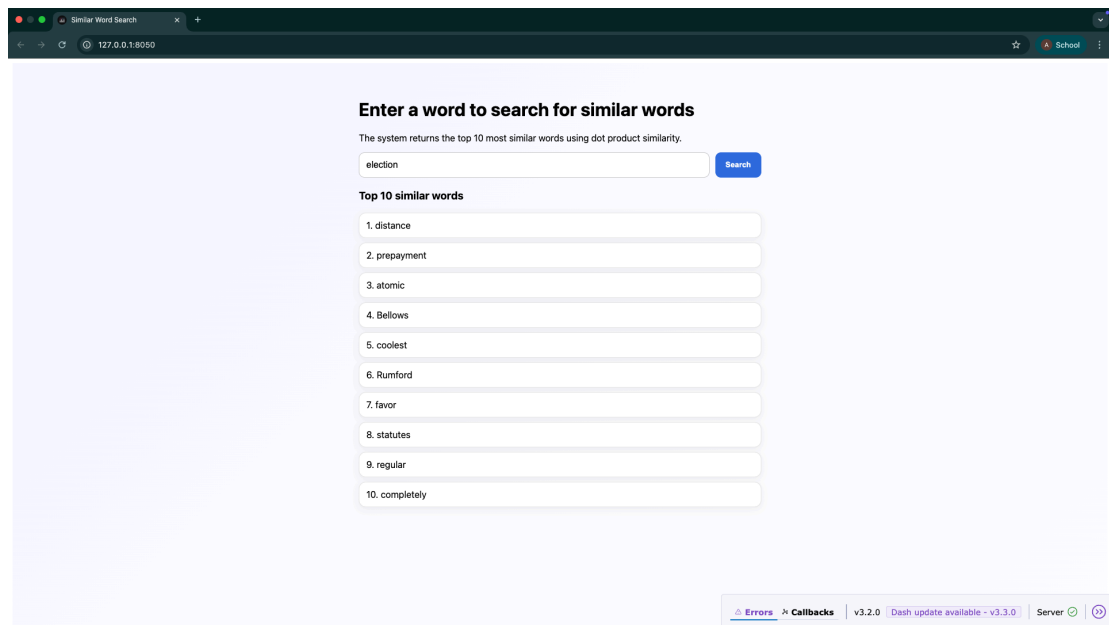 Similar Word Search
127.0.0.1:8050
A School
Enter a word to search for similar words
The system returns the top 10 most similar words using dot product similarity.
election
Search
Top 10 similar words
1. distance
2. prepayment
3. atomic
4. Bellows
5. coolest
6. Rumford
7. favor
8. statutes
9. regular
10. completely
Errors Callbacks v3.2.0 Dash update available - v3.3.0 Server